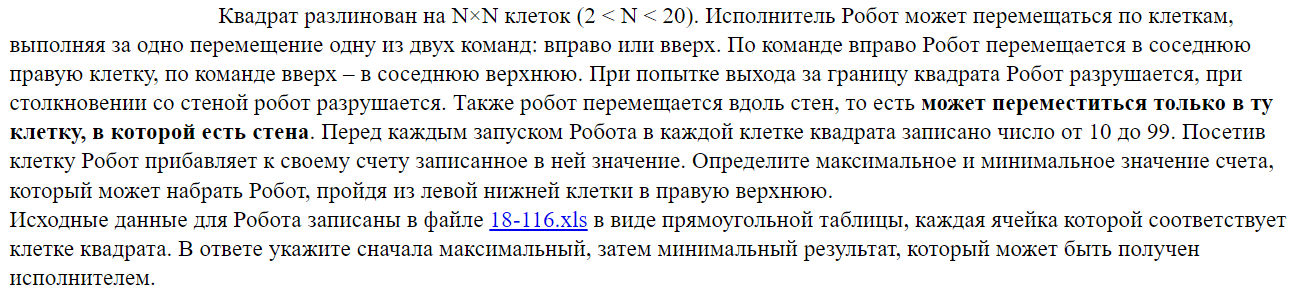 Квадрат разлинован на N×N клеток (2 < N < 20). Исполнитель Робот может перемещаться по клеткам,
выполняя за одно перемещение одну из двух команд: вправо или вверх. По команде вправо Робот перемещается в соседнюю
правую клетку, по команде вверх – в соседнюю верхнюю. При попытке выхода за границу квадрата Робот разрушается, при
столкновении со стеной робот разрушается. Также робот перемещается вдоль стен, то есть может переместиться только в ту
клетку, в которой есть стена. Перед каждым запуском Робота в каждой клетке квадрата записано число от 10 до 99. Посетив
клетку Робот прибавляет к своему счету записанное в ней значение. Определите максимальное и минимальное значение счета,
который может набрать Робот, пройдя из левой нижней клетки в правую верхнюю.
Исходные данные для Робота записаны в файле 18-116.xls в виде прямоугольной таблицы, каждая ячейка которой соответствует
клетке квадрата. В ответе укажите сначала максимальный, затем минимальный результат, который может быть получен
исполнителем.